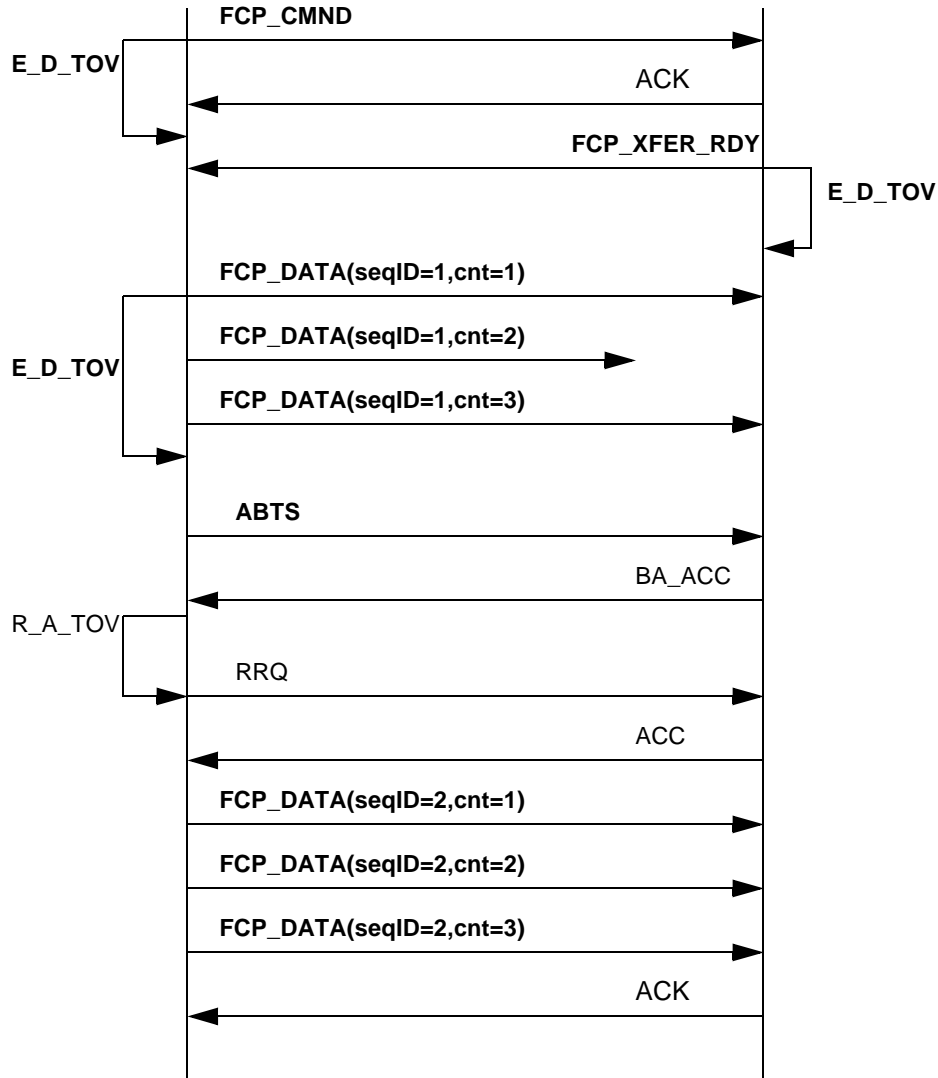 FCP_CMND
E_D_TOV
ACK
FCP_XFER_RDY
E_D_TOV
FCP_DATA(seqID=1,cnt=1)
FCP_DATA(seqID=1,cnt=2)
E_D_TOV
FCP_DATA(seqID=1,cnt=3)
ABTS
BA_ACC
R_A_TOV
RRQ
ACC
FCP_DATA(seqID=2,cnt=1)
FCP_DATA(seqID=2,cnt=2)
FCP_DATA(seqID=2,cnt=3)
ACK